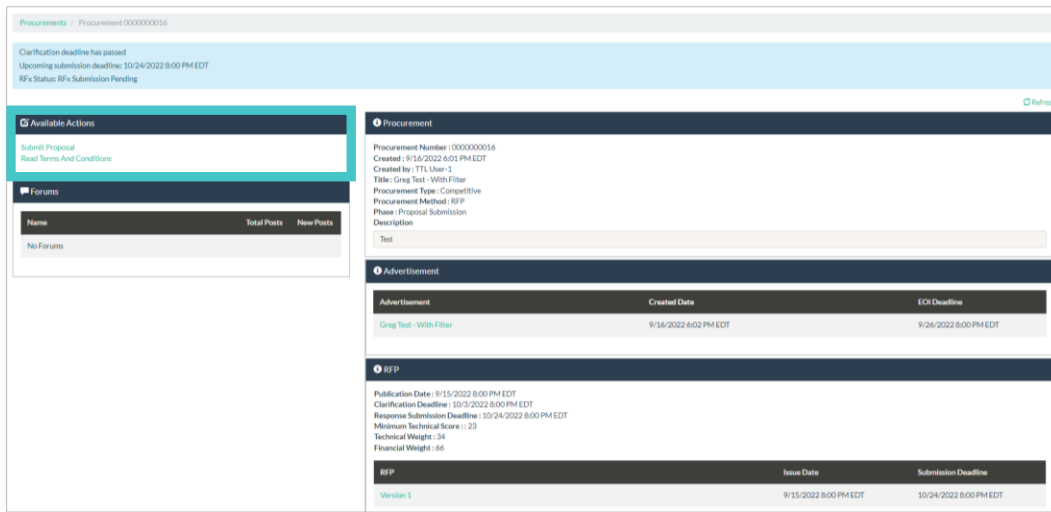 Procurements / Procurement 0000000016
Clarification deadline has passed
Upcoming submission deadline: 10/24/2022 8:00 PM EDT
RFx Status: RFx Submission Pending
Refres
Available Actions
Submit Proposal
Read Terms And Conditions
Forums
Name Total Posts New Posts
No Forums
Procurement
Procurement Number : 0000000016
Created : 9/16/2022 6:01 PM EDT
Created by : TTL User-1
Title : Greg Test - With Filter
Procurement Type : Competitive
Procurement Method : RFP
Phase : Proposal Submission
Description
Test
Advertisement
Advertisement Created Date EOI Deadline
Greg Test - With Filter 9/16/2022 6:02 PM EDT 9/26/2022 8:00 PM EDT
RFP
Publication Date : 9/15/2022 8:00 PM EDT
Clarification Deadline : 10/3/2022 8:00 PM EDT
Response Submission Deadline : 10/24/2022 8:00 PM EDT
Minimum Technical Score : : 23
Technical Weight : 34
Financial Weight : 66
RFP Issue Date Submission Deadline
Version 1 9/15/2022 8:00 PM EDT 10/24/2022 8:00 PM EDT